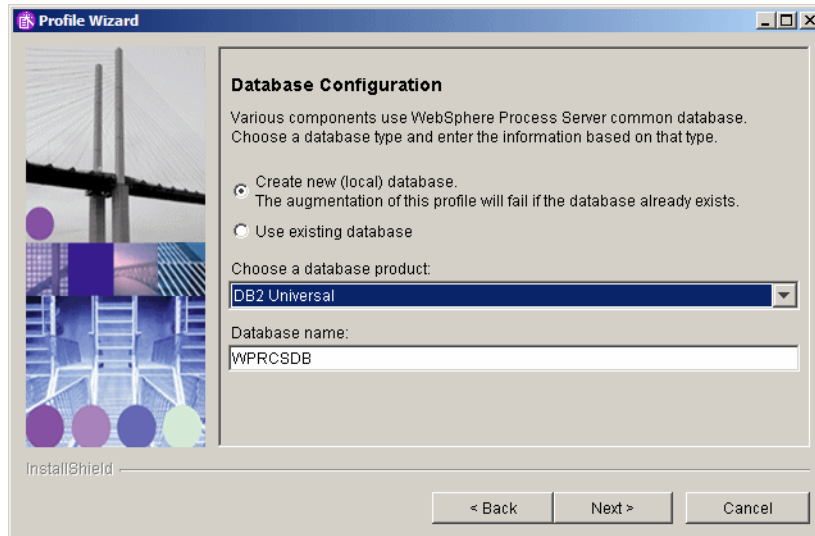 Profile Wizard
Database Configuration
Various components use WebSphere Process Server common database.
Choose a database type and enter the information based on that type.
Create new (local) database.
The augmentation of this profile will fail if the database already exists.
Use existing database
Choose a database product:
DB2 Universal
Database name:
WPRCSDB
InstallShield
< Back
Next >
Cancel